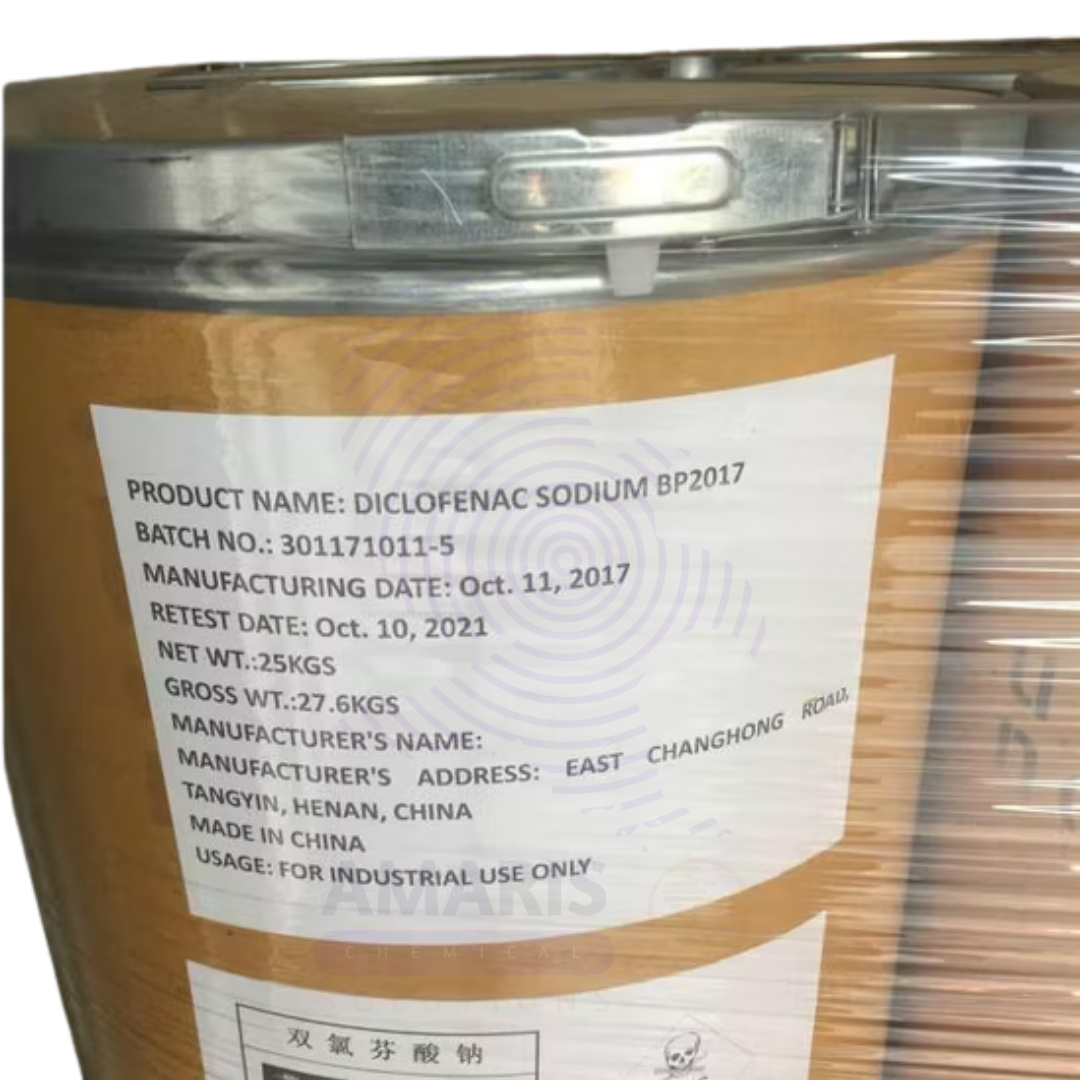 PRODUCT NAME: DICLOFENAC SODIUM BP2017
BATCH NO.: 301171011-5
MANUFACTURING DATE: Oct. 11, 2017
RETEST DATE: Oct. 10, 2021
NET WT.:25KGS
GROSS WT.:27.6KGS
MANUFACTURER'S NAME:
MANUFACTURER'S ADDRESS: EAST CHANGHONG ROAD,
TANGYIN, HENAN, CHINA
MADE IN CHINA
USAGE: FOR INDUSTRIAL USE ONLY
AMARIS
CHEMICAL
SOLUTIONS
双氯芬酸钠